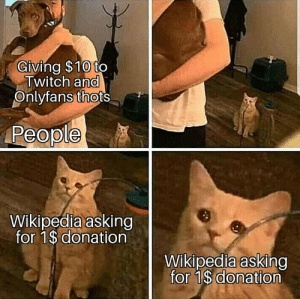 Giving $10 to
Twitch and
Onlyfans thots
People
Wikipedia asking
for 1$ donation
Wikipedia asking
for 1$ donation